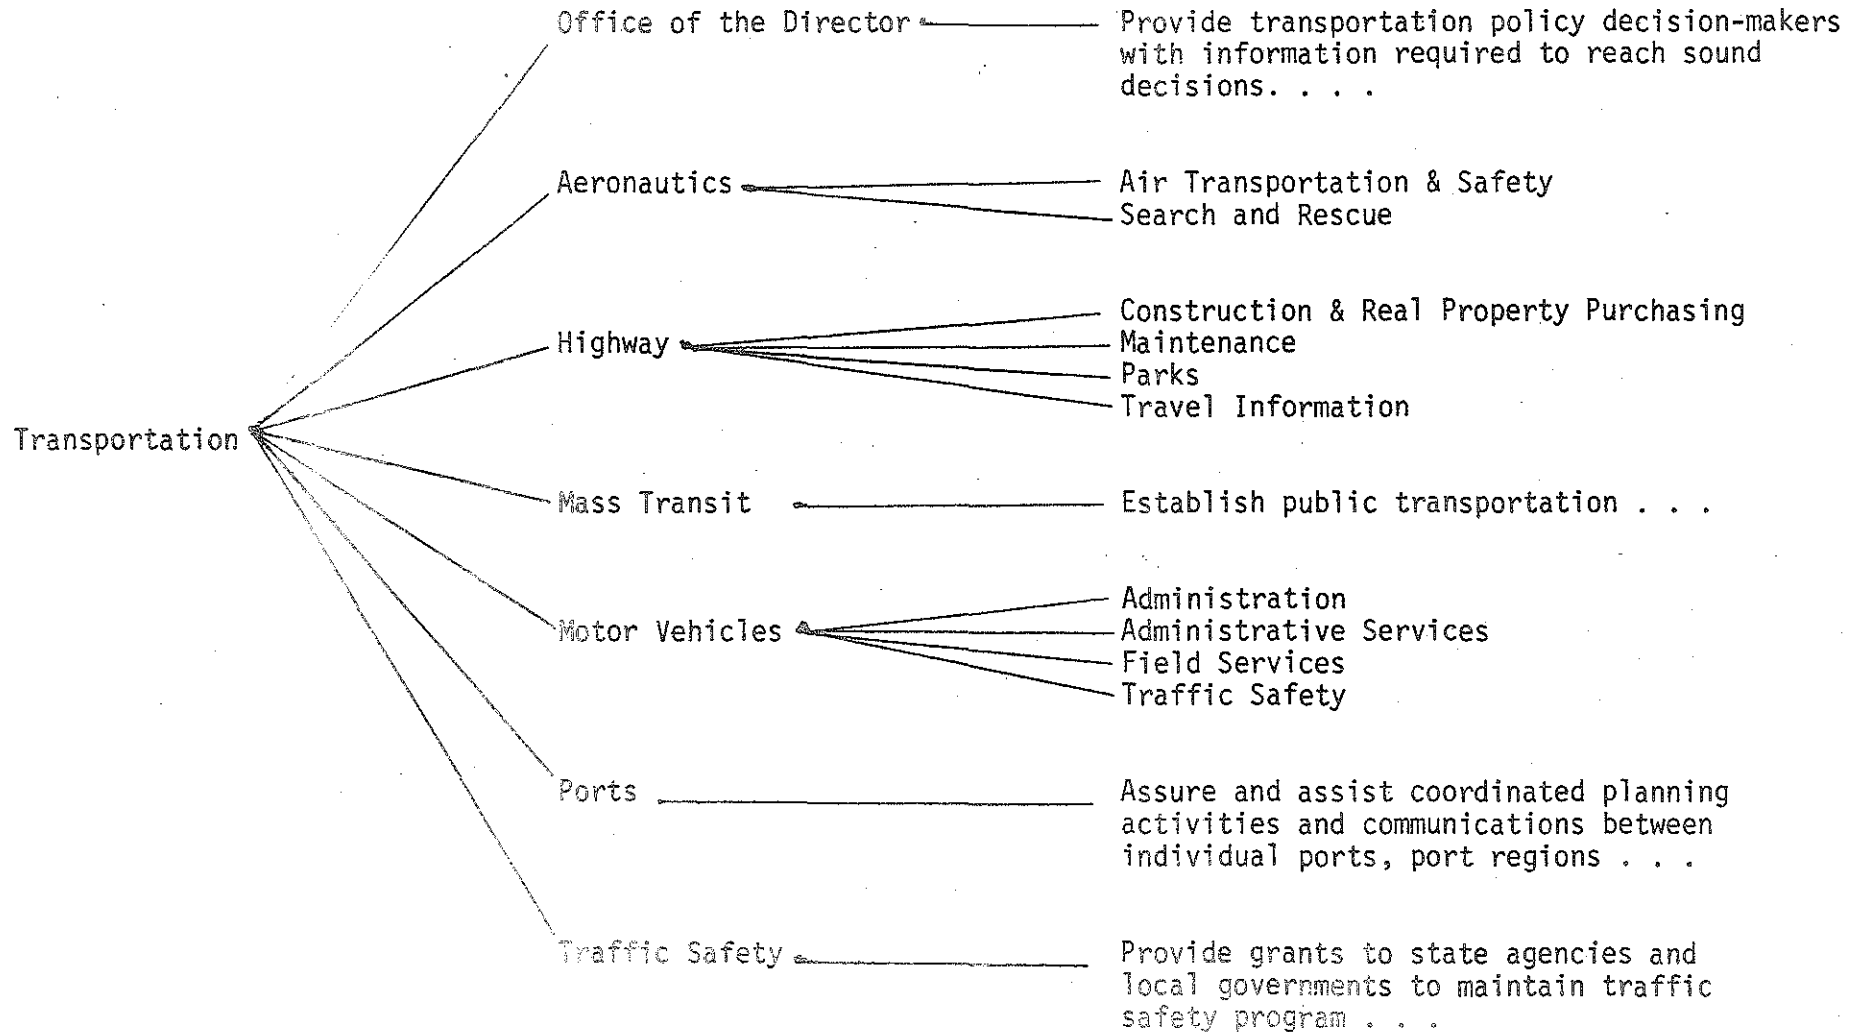 Office of the Director
Provide transportation policy decision-makers
with information required to reach sound
decisions. . . .
Aeronautics
Air Transportation & Safety
Search and Rescue
Highway
Construction & Real Property Purchasing
Maintenance
Parks
Travel Information
Transportation
Mass Transit
Establish public transportation . . .
Motor Vehicles
Administration
Administrative Services
Field Services
Traffic Safety
Ports
Assure and assist coordinated planning
activities and communications between
individual ports, port regions . . .
Traffic Safety
Provide grants to state agencies and
local governments to maintain traffic
safety program . . .